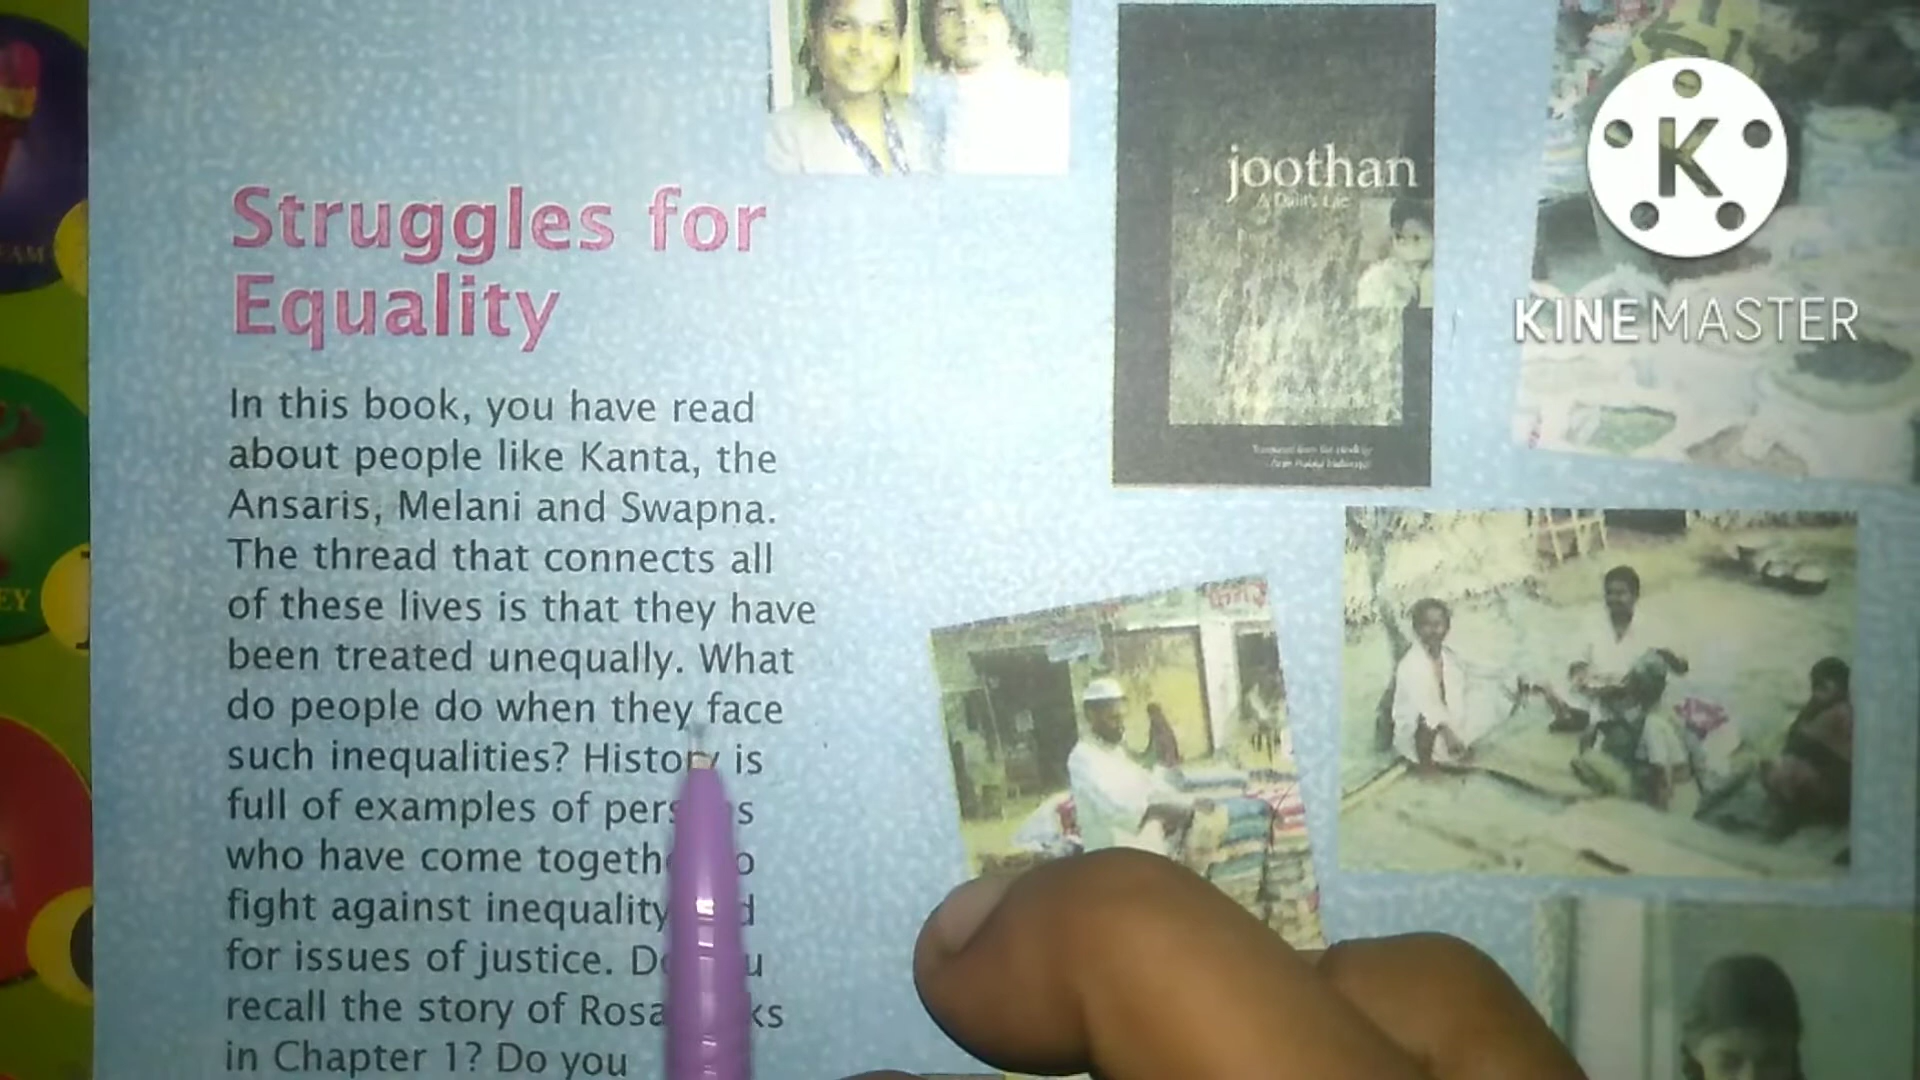 Struggles for
Equality
In this book, you have read
about people like Kanta, the
Ansaris, Melani and Swapna.
The thread that connects all
of these lives is that they have
been treated unequally. What
do people do when they face
such inequalities? History is
full of examples of
who have come
fight against inequality
for issues of justice.
recall the story of Rosa
in Chapter 1? Do you
joothan
A Dalit's Life
K
KINEMASTER